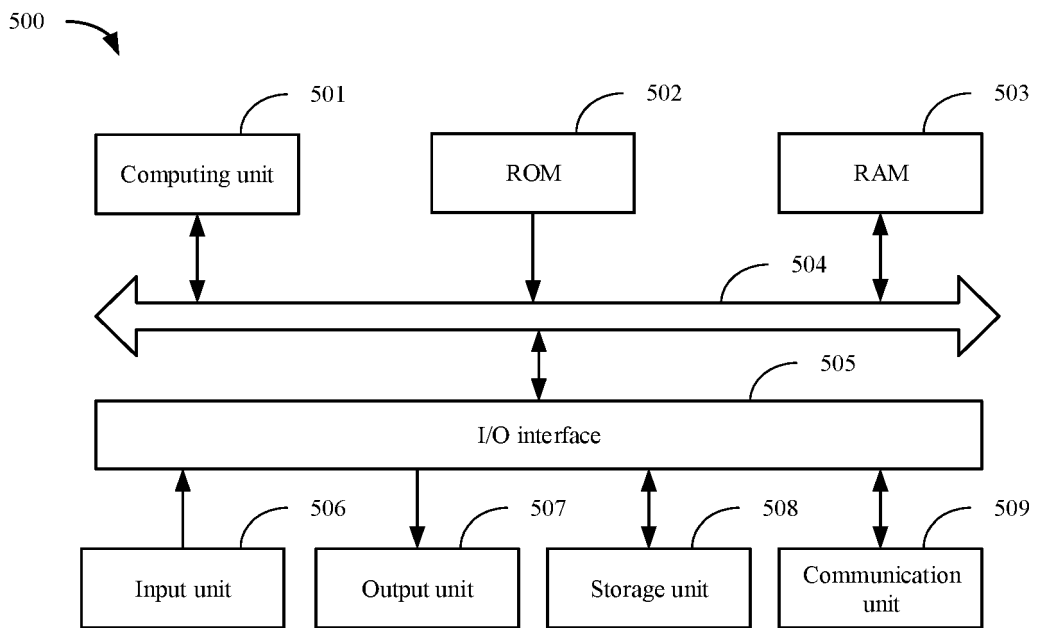 500
501
502
503
Computing unit
ROM
RAM
504
505
I/O interface
506
507
508
509
Input unit
Output unit
Storage unit
Communication
unit